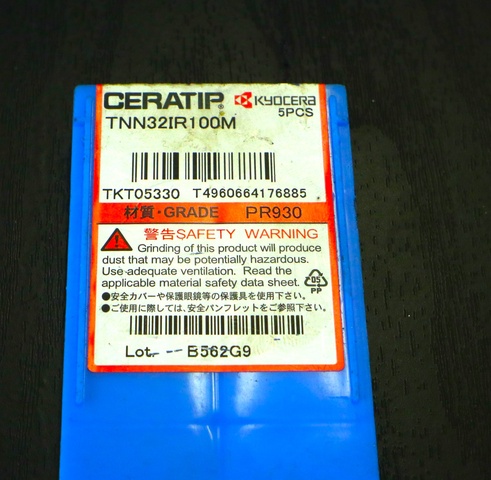 CERATIP KYOCERA
5PCS
TNN32IR100M
TKT05330 T4960664176885
材質・GRADE PR930
警告SAFETY WARNING
Grinding of this product will produce
dust that may be potentially hazardous.
Use adequate ventilation. Read the
applicable material safety data sheet.
05
PP
●安全カバーや保護眼鏡等の保護具を使用下さい。
●ご使用に際しては、安全パンフレットをご参照下さい。
Lot. -- B562G9